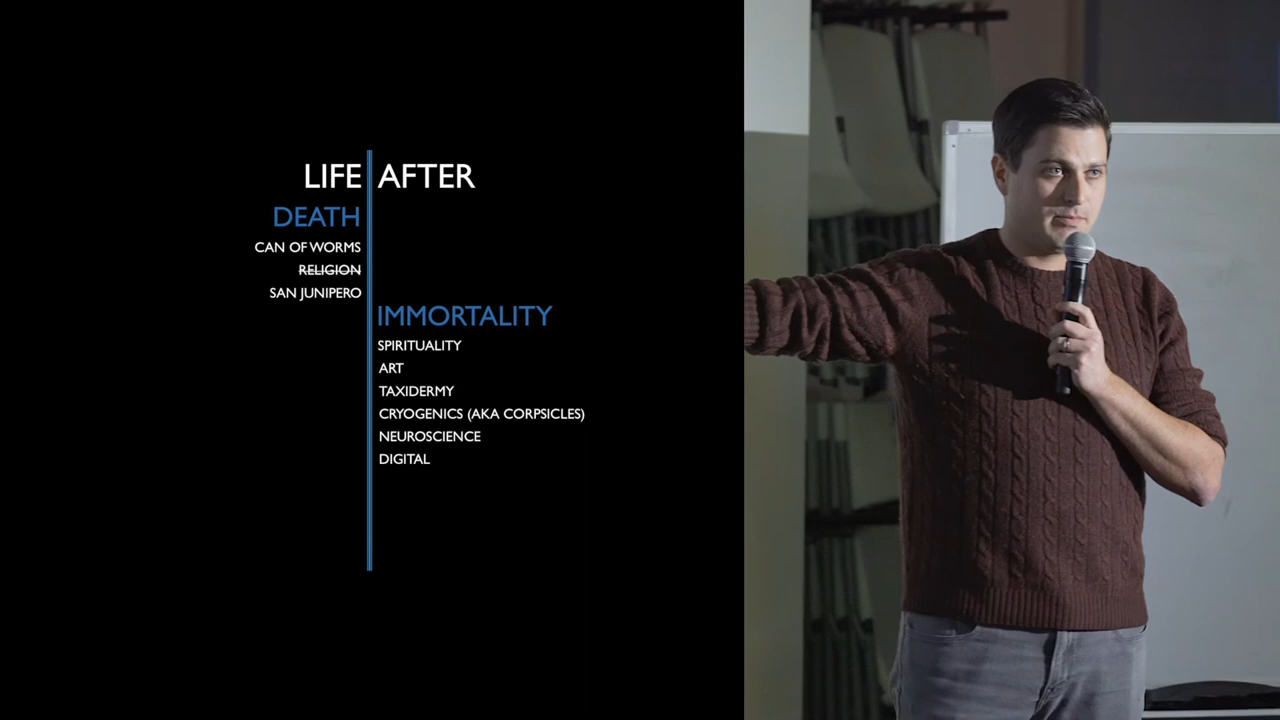 LIFE AFTER
DEATH
CAN OF WORMS
RELIGION
SAN JUNIPERO
IMMORTALITY
SPIRITUALITY
ART
TAXIDERMY
CRYOGENICS (AKA CORPSICLES)
NEUROSCIENCE
DIGITAL